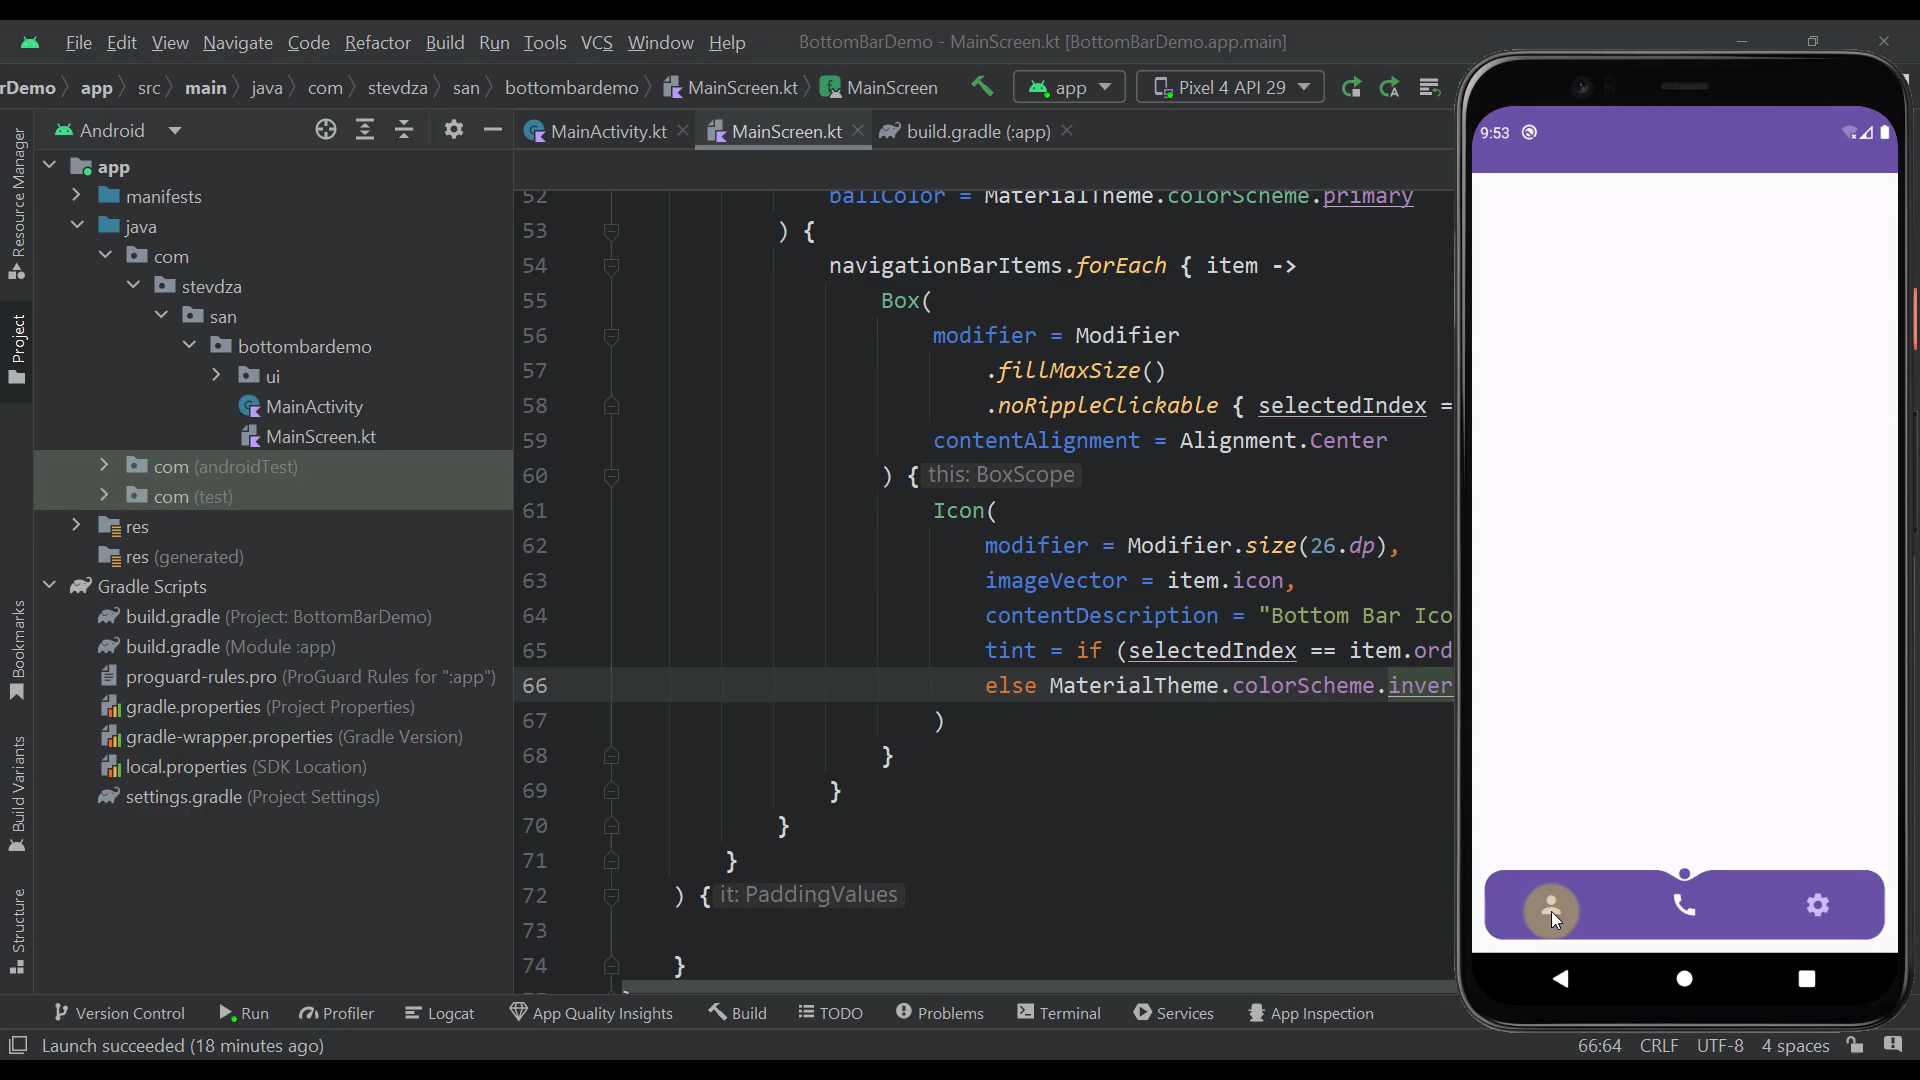 File Edit View Navigate Code Refactor Build Run Tools VCS Window Help BottomBarDemo - MainScreen.kt [BottomBarDemo.app.main]
rDemo app src main java com stevdza san bottombardemo MainScreen.kt MainScreen app Pixel 4 API 29
Android
MainActivity.kt MainScreen.kt build.gradle (:app)
Resource Manager
Project
Bookmarks
Build Variants
Structure
app
manifests
java
com
stevdza
san
bottombardemo
ui
MainActivity
MainScreen.kt
com (androidTest)
com (test)
res
res (generated)
Gradle Scripts
build.gradle (Project: BottomBarDemo)
build.gradle (Module :app)
proguard-rules.pro (ProGuard Rules for ":app")
gradle.properties (Project Properties)
gradle-wrapper.properties (Gradle Version)
local.properties (SDK Location)
settings.gradle (Project Settings)
52 ballColor = MaterialTheme.colorScheme.primary
53 ) {
54 navigationBarItems.forEach { item ->
55 Box(
56 modifier = Modifier
57 .fillMaxSize()
58 .noRippleClickable { selectedIndex =
59 contentAlignment = Alignment.Center
60 ) { this: BoxScope
61 Icon(
62 modifier = Modifier.size(26.dp),
63 imageVector = item.icon,
64 contentDescription = "Bottom Bar Ico
65 tint = if (selectedIndex == item.ord
66 else MaterialTheme.colorScheme.inver
67 )
68 }
69 }
70 }
71 }
72 ) { it: PaddingValues
73
74 }
9:53
Version Control Run Profiler Logcat App Quality Insights Build TODO Problems Terminal Services App Inspection
Launch succeeded (18 minutes ago) 66:64 CRLF UTF-8 4 spaces